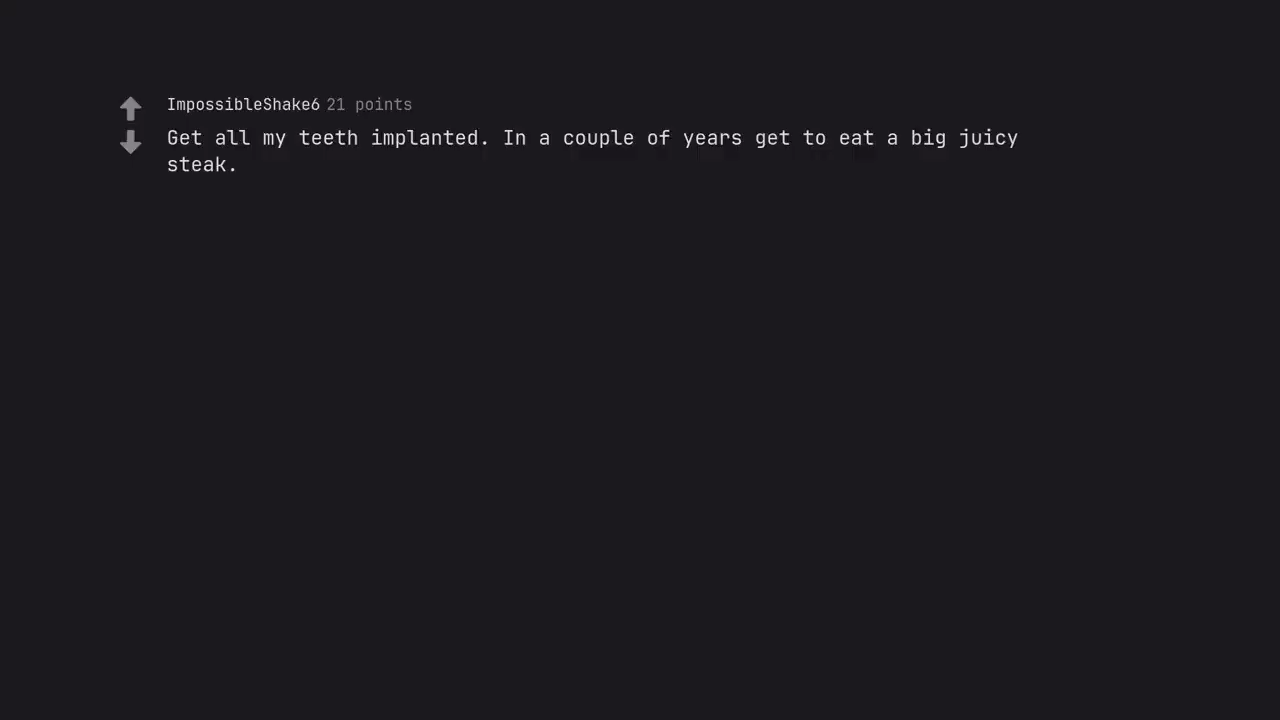 ImpossibleShake6 21 points
Get all my teeth implanted. In a couple of years get to eat a big juicy
steak.